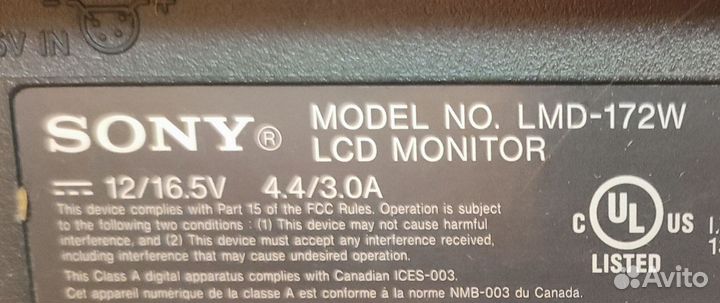 5V IN
SONY®
MODEL NO. LMD-172W
LCD MONITOR
12/16.5V 4.4/3.0A
This device complies with Part 15 of the FCC Rules. Operation is subject
to the following two conditions : (1) This device may not cause harmful
interference, and (2) This device must accept any interference received,
including interference that may cause undesired operation.
This Class A digital apparatus complies with Canadian ICES-003.
Cet appareil numérique de la classe A est conforme à la norme NMB-003 du Canada.
C UL US
LISTED
Avito